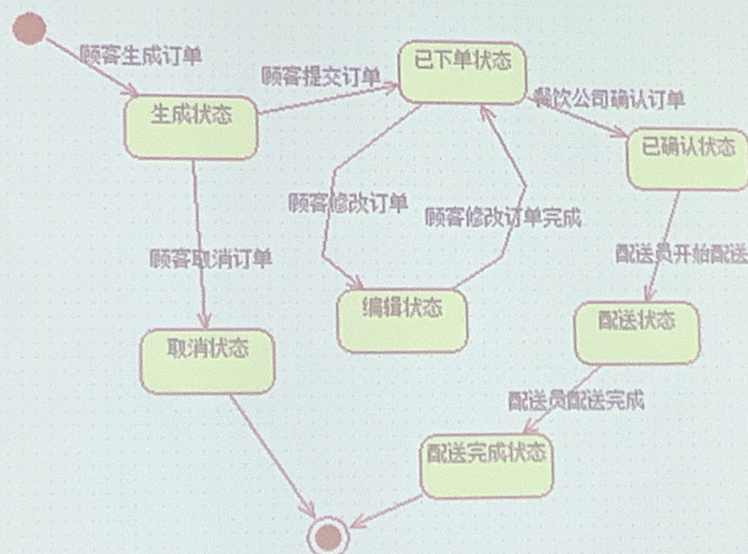 顾客生成订单
已下单状态
顾客提交订单
餐饮公司确认订单
生成状态
已确认状态
顾客修改订单
顾客修改订单完成
顾客取消订单
配送员开始配送
编辑状态
配送状态
取消状态
配送员配送完成
配送完成状态